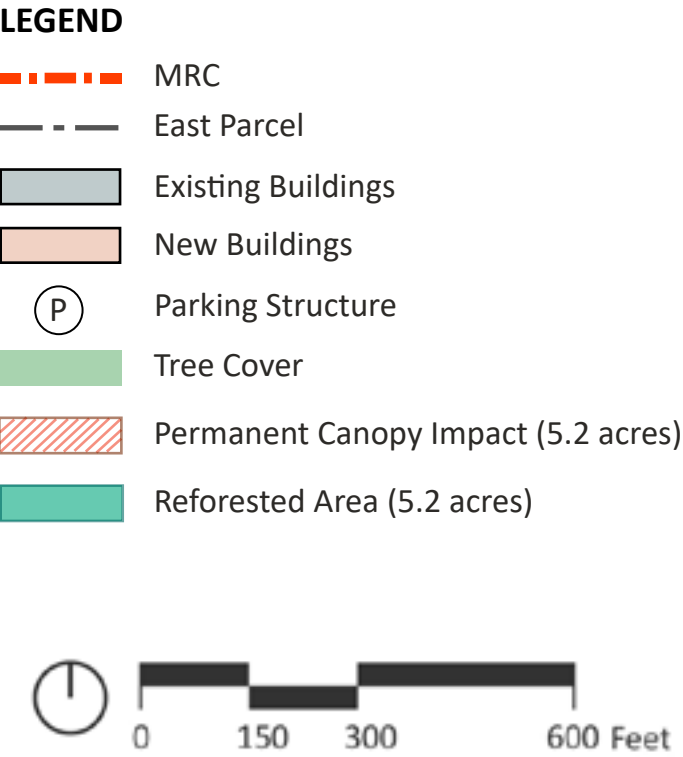 LEGEND
MRC
East Parcel
Existing Buildings
New Buildings
P Parking Structure
Tree Cover
Permanent Canopy Impact (5.2 acres)
Reforested Area (5.2 acres)
0 150 300 600 Feet